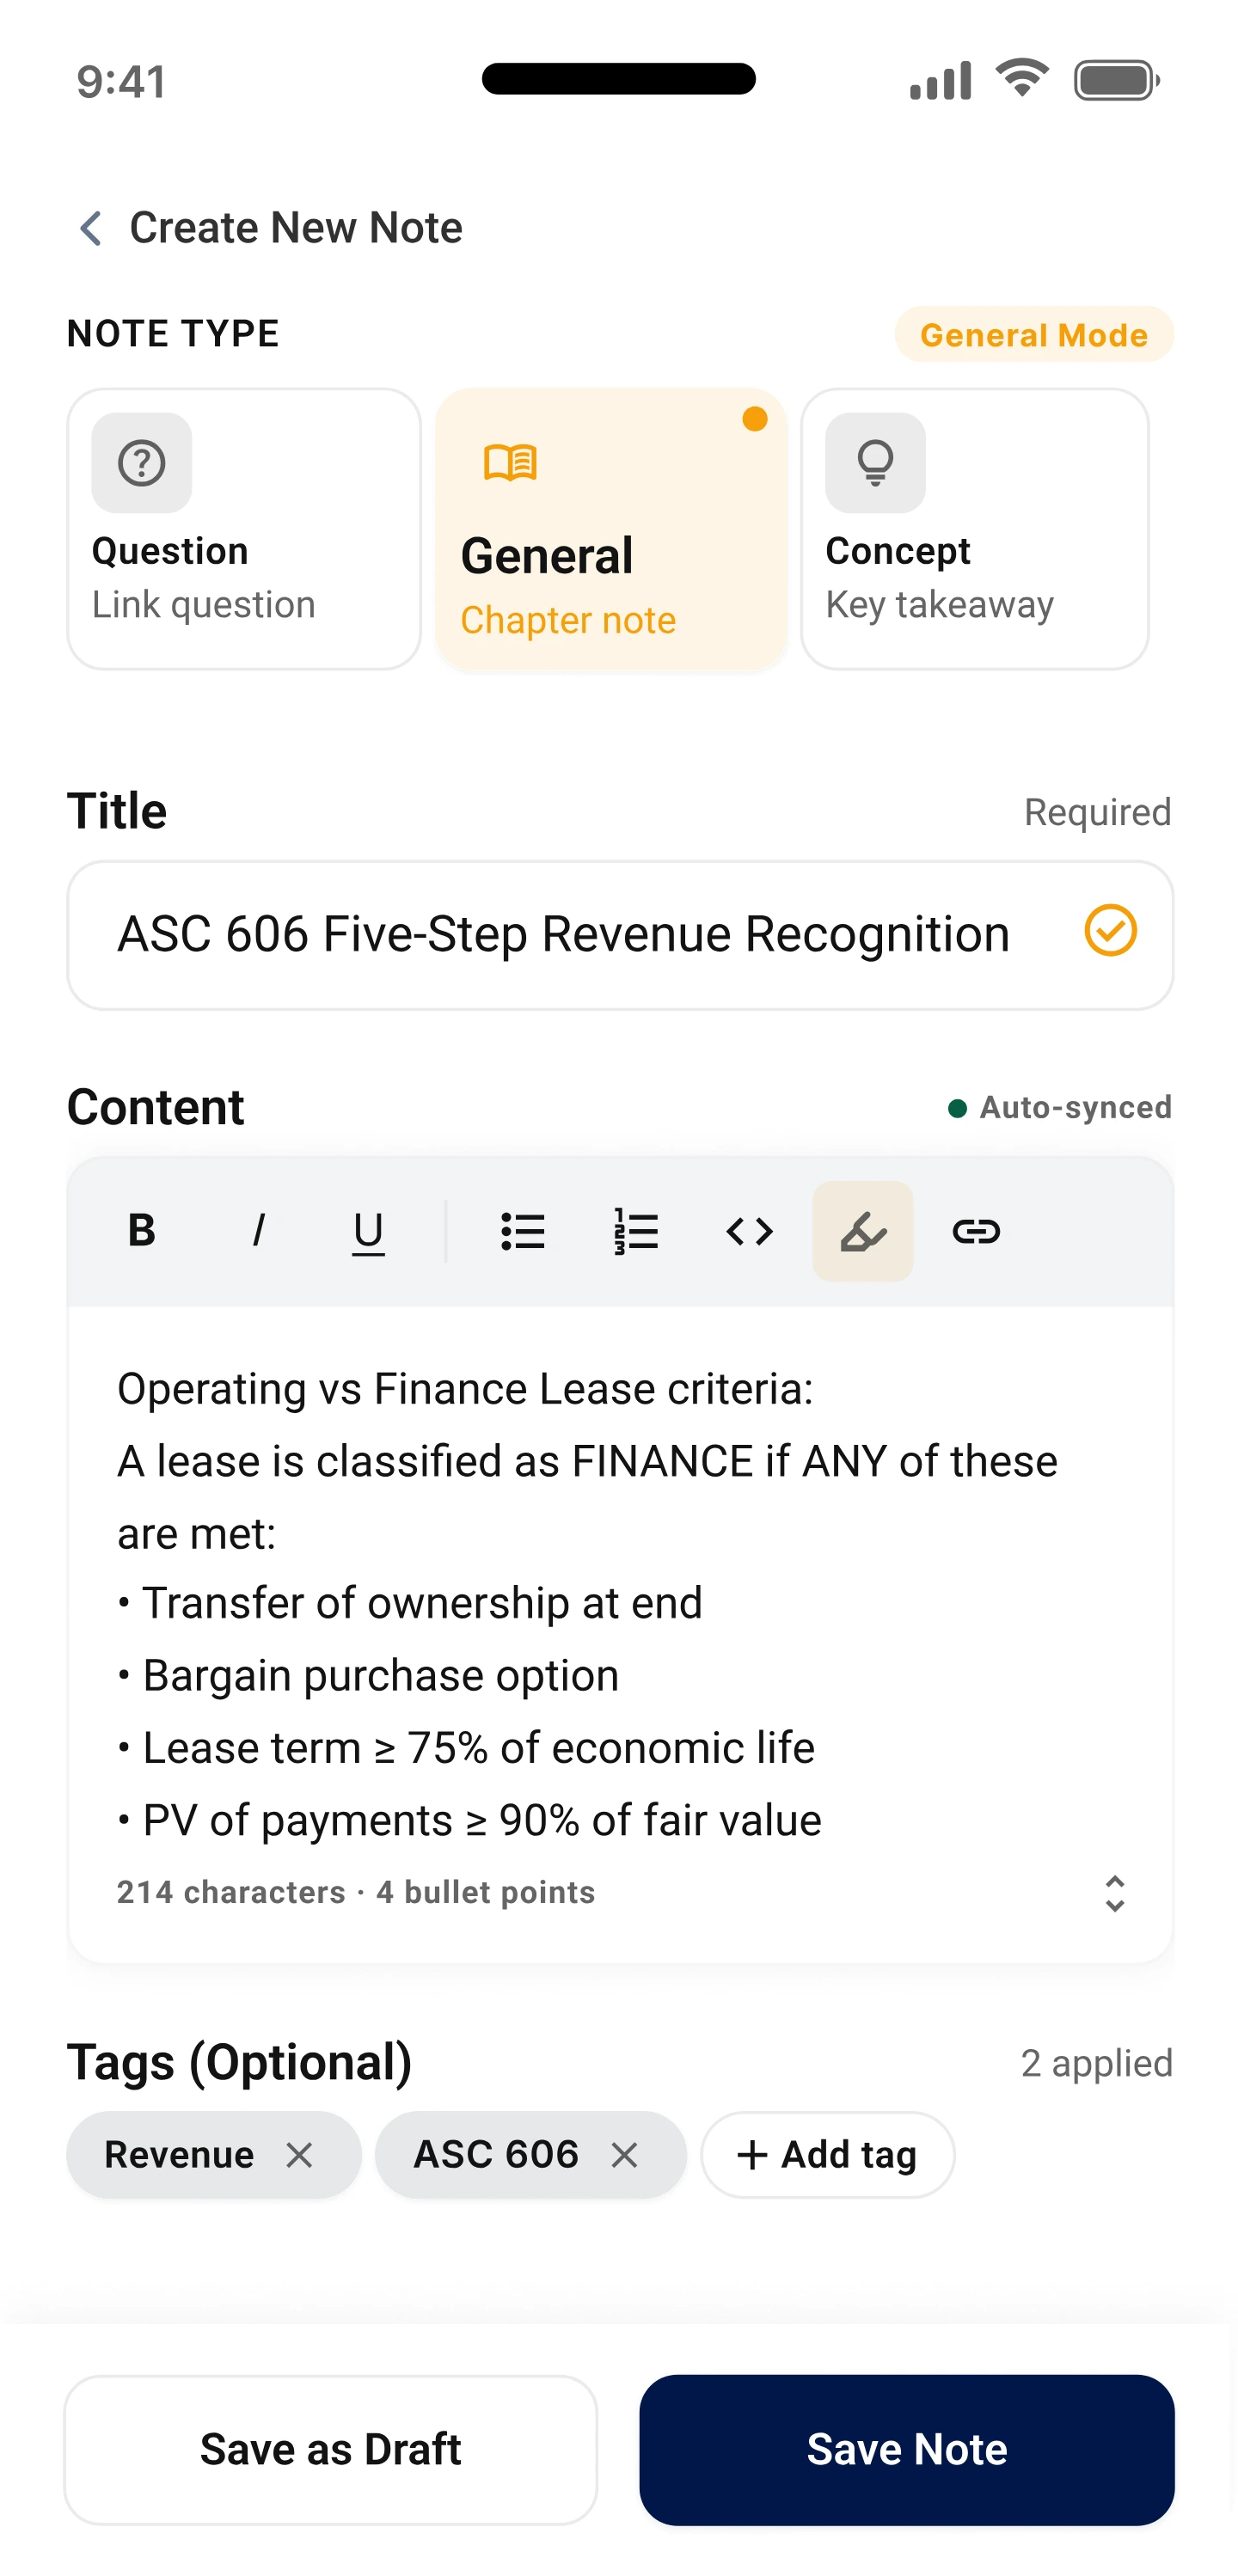 9:41
Create New Note
NOTE TYPE
General Mode
Question
Link question
General
Chapter note
Concept
Key takeaway
Title
Required
ASC 606 Five-Step Revenue Recognition
Content
Auto-synced
B I U
Operating vs Finance Lease criteria:
A lease is classified as FINANCE if ANY of these
are met:
• Transfer of ownership at end
• Bargain purchase option
• Lease term ≥ 75% of economic life
• PV of payments ≥ 90% of fair value
214 characters · 4 bullet points
Tags (Optional)
2 applied
Revenue
ASC 606
+ Add tag
Save as Draft
Save Note